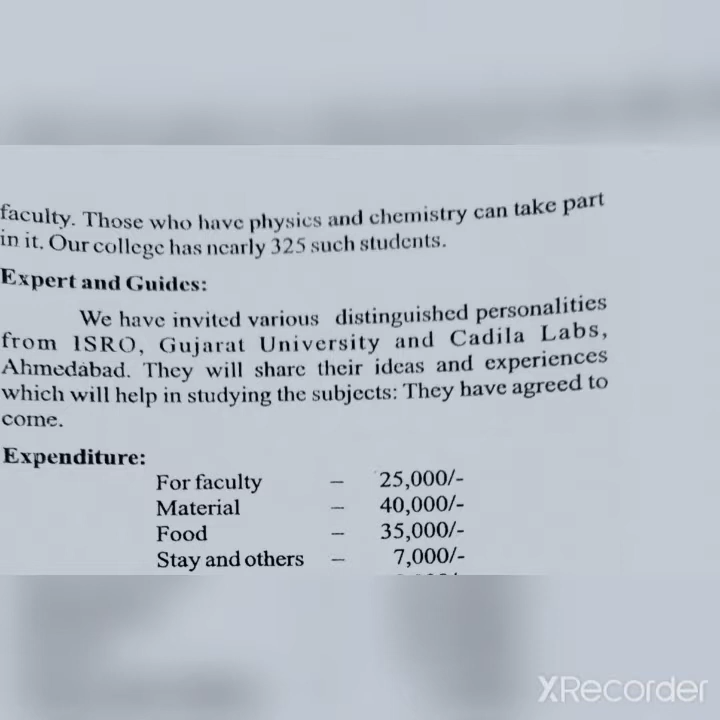 faculty. Those who have physics and chemistry can take part
in it. Our college has nearly 325 such students.
Expert and Guides:
We have invited various distinguished personalities
from ISRO, Gujarat University and Cadila Labs,
Ahmedabad. They will share their ideas and experiences
which will help in studying the subjects: They have agreed to
come.
Expenditure:
For faculty – 25,000/-
Material – 40,000/-
Food – 35,000/-
Stay and others – 7,000/-
XRecorder